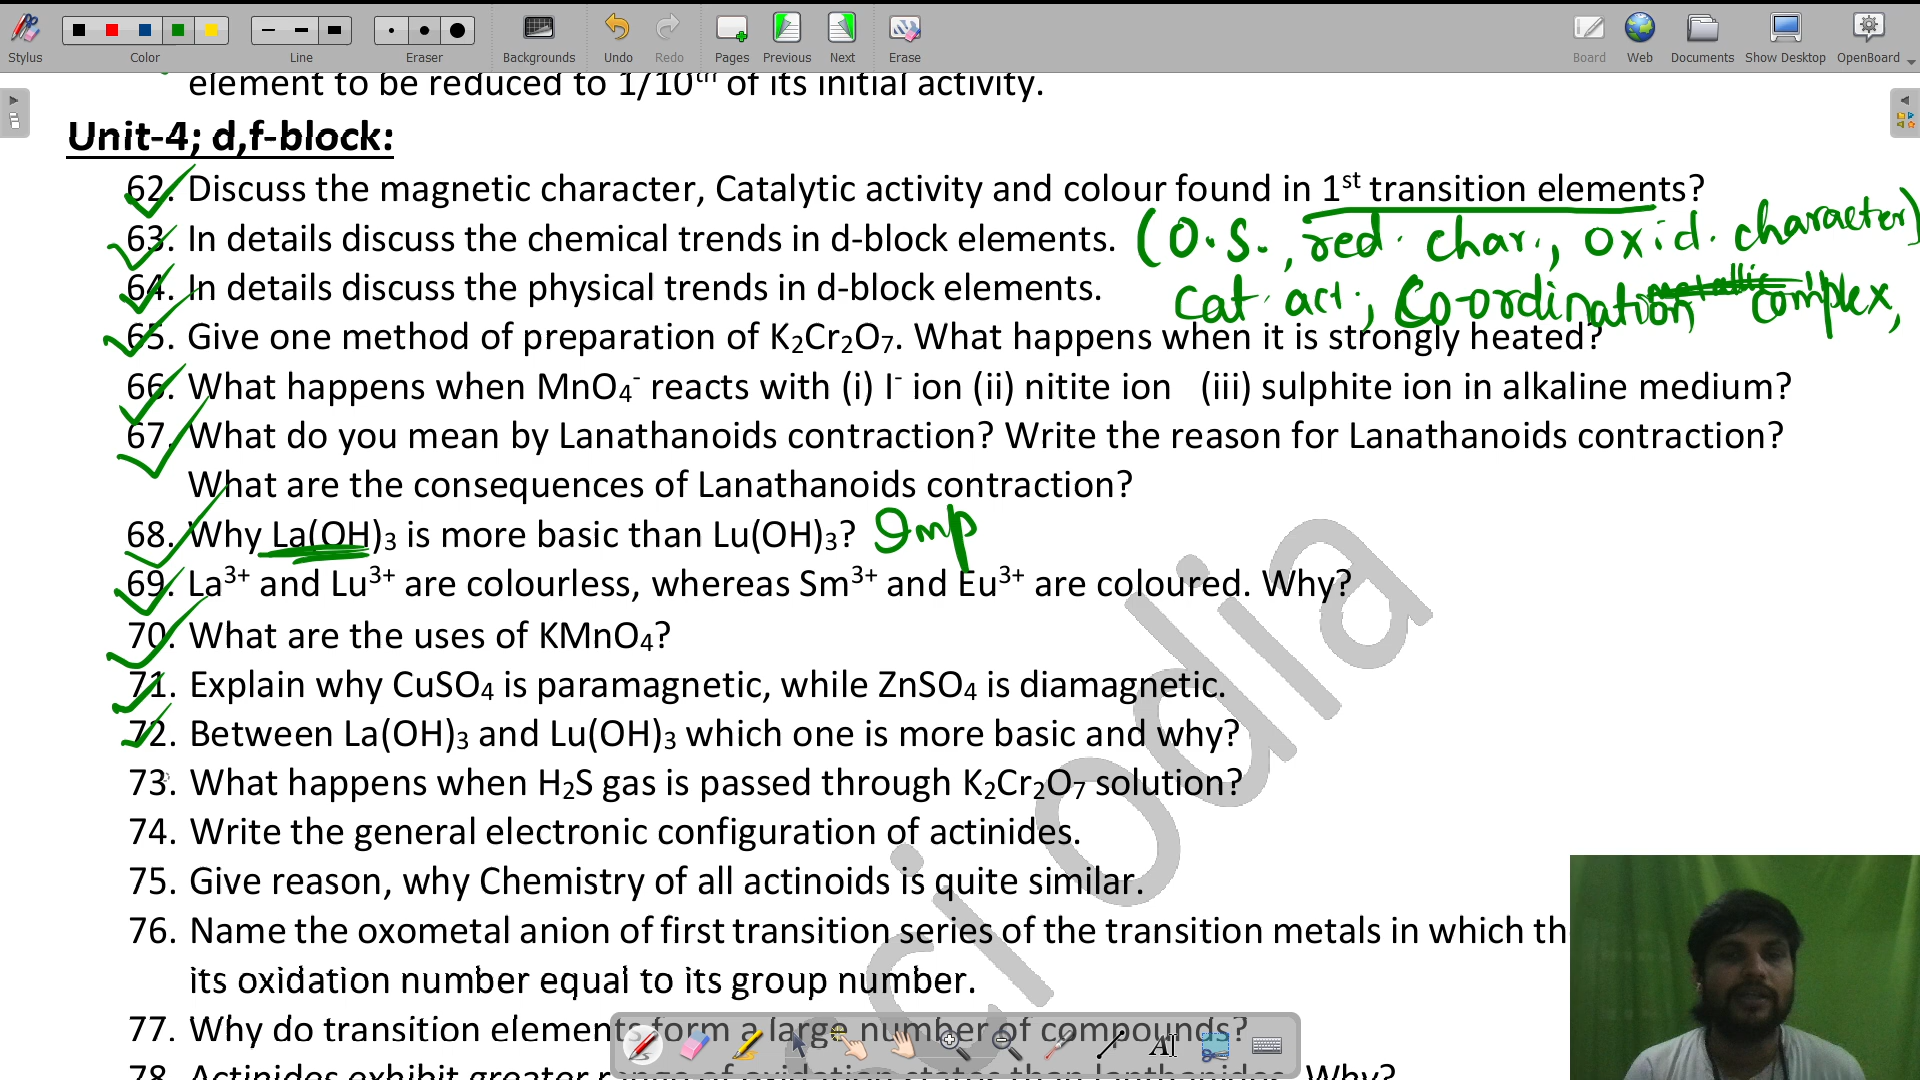 Stylus Color Line Eraser Backgrounds Undo Redo Pages Previous Next Erase Board Web Documents Show Desktop OpenBoard
element to be reduced to 1/10th of its initial activity.
Unit-4; d,f-block:
62. Discuss the magnetic character, Catalytic activity and colour found in 1st transition elements?
63. In details discuss the chemical trends in d-block elements. (O.S., red. char., oxid. character)
64. In details discuss the physical trends in d-block elements. cat. act., Co-ordination complex,
65. Give one method of preparation of K2Cr2O7. What happens when it is strongly heated?
66. What happens when MnO4- reacts with (i) I- ion (ii) nitite ion (iii) sulphite ion in alkaline medium?
67. What do you mean by Lanathanoids contraction? Write the reason for Lanathanoids contraction?
What are the consequences of Lanathanoids contraction?
68. Why La(OH)3 is more basic than Lu(OH)3? Imp
69. La3+ and Lu3+ are colourless, whereas Sm3+ and Eu3+ are coloured. Why?
70. What are the uses of KMnO4?
71. Explain why CuSO4 is paramagnetic, while ZnSO4 is diamagnetic.
72. Between La(OH)3 and Lu(OH)3 which one is more basic and why?
73. What happens when H2S gas is passed through K2Cr2O7 solution?
74. Write the general electronic configuration of actinides.
75. Give reason, why Chemistry of all actinoids is quite similar.
76. Name the oxometal anion of first transition series of the transition metals in which
its oxidation number equal to its group number.
77. Why do transition elements form a large number of compounds?
78. Actinides exhibit greater range of oxidation states than lanthanides. Why?
ci odia